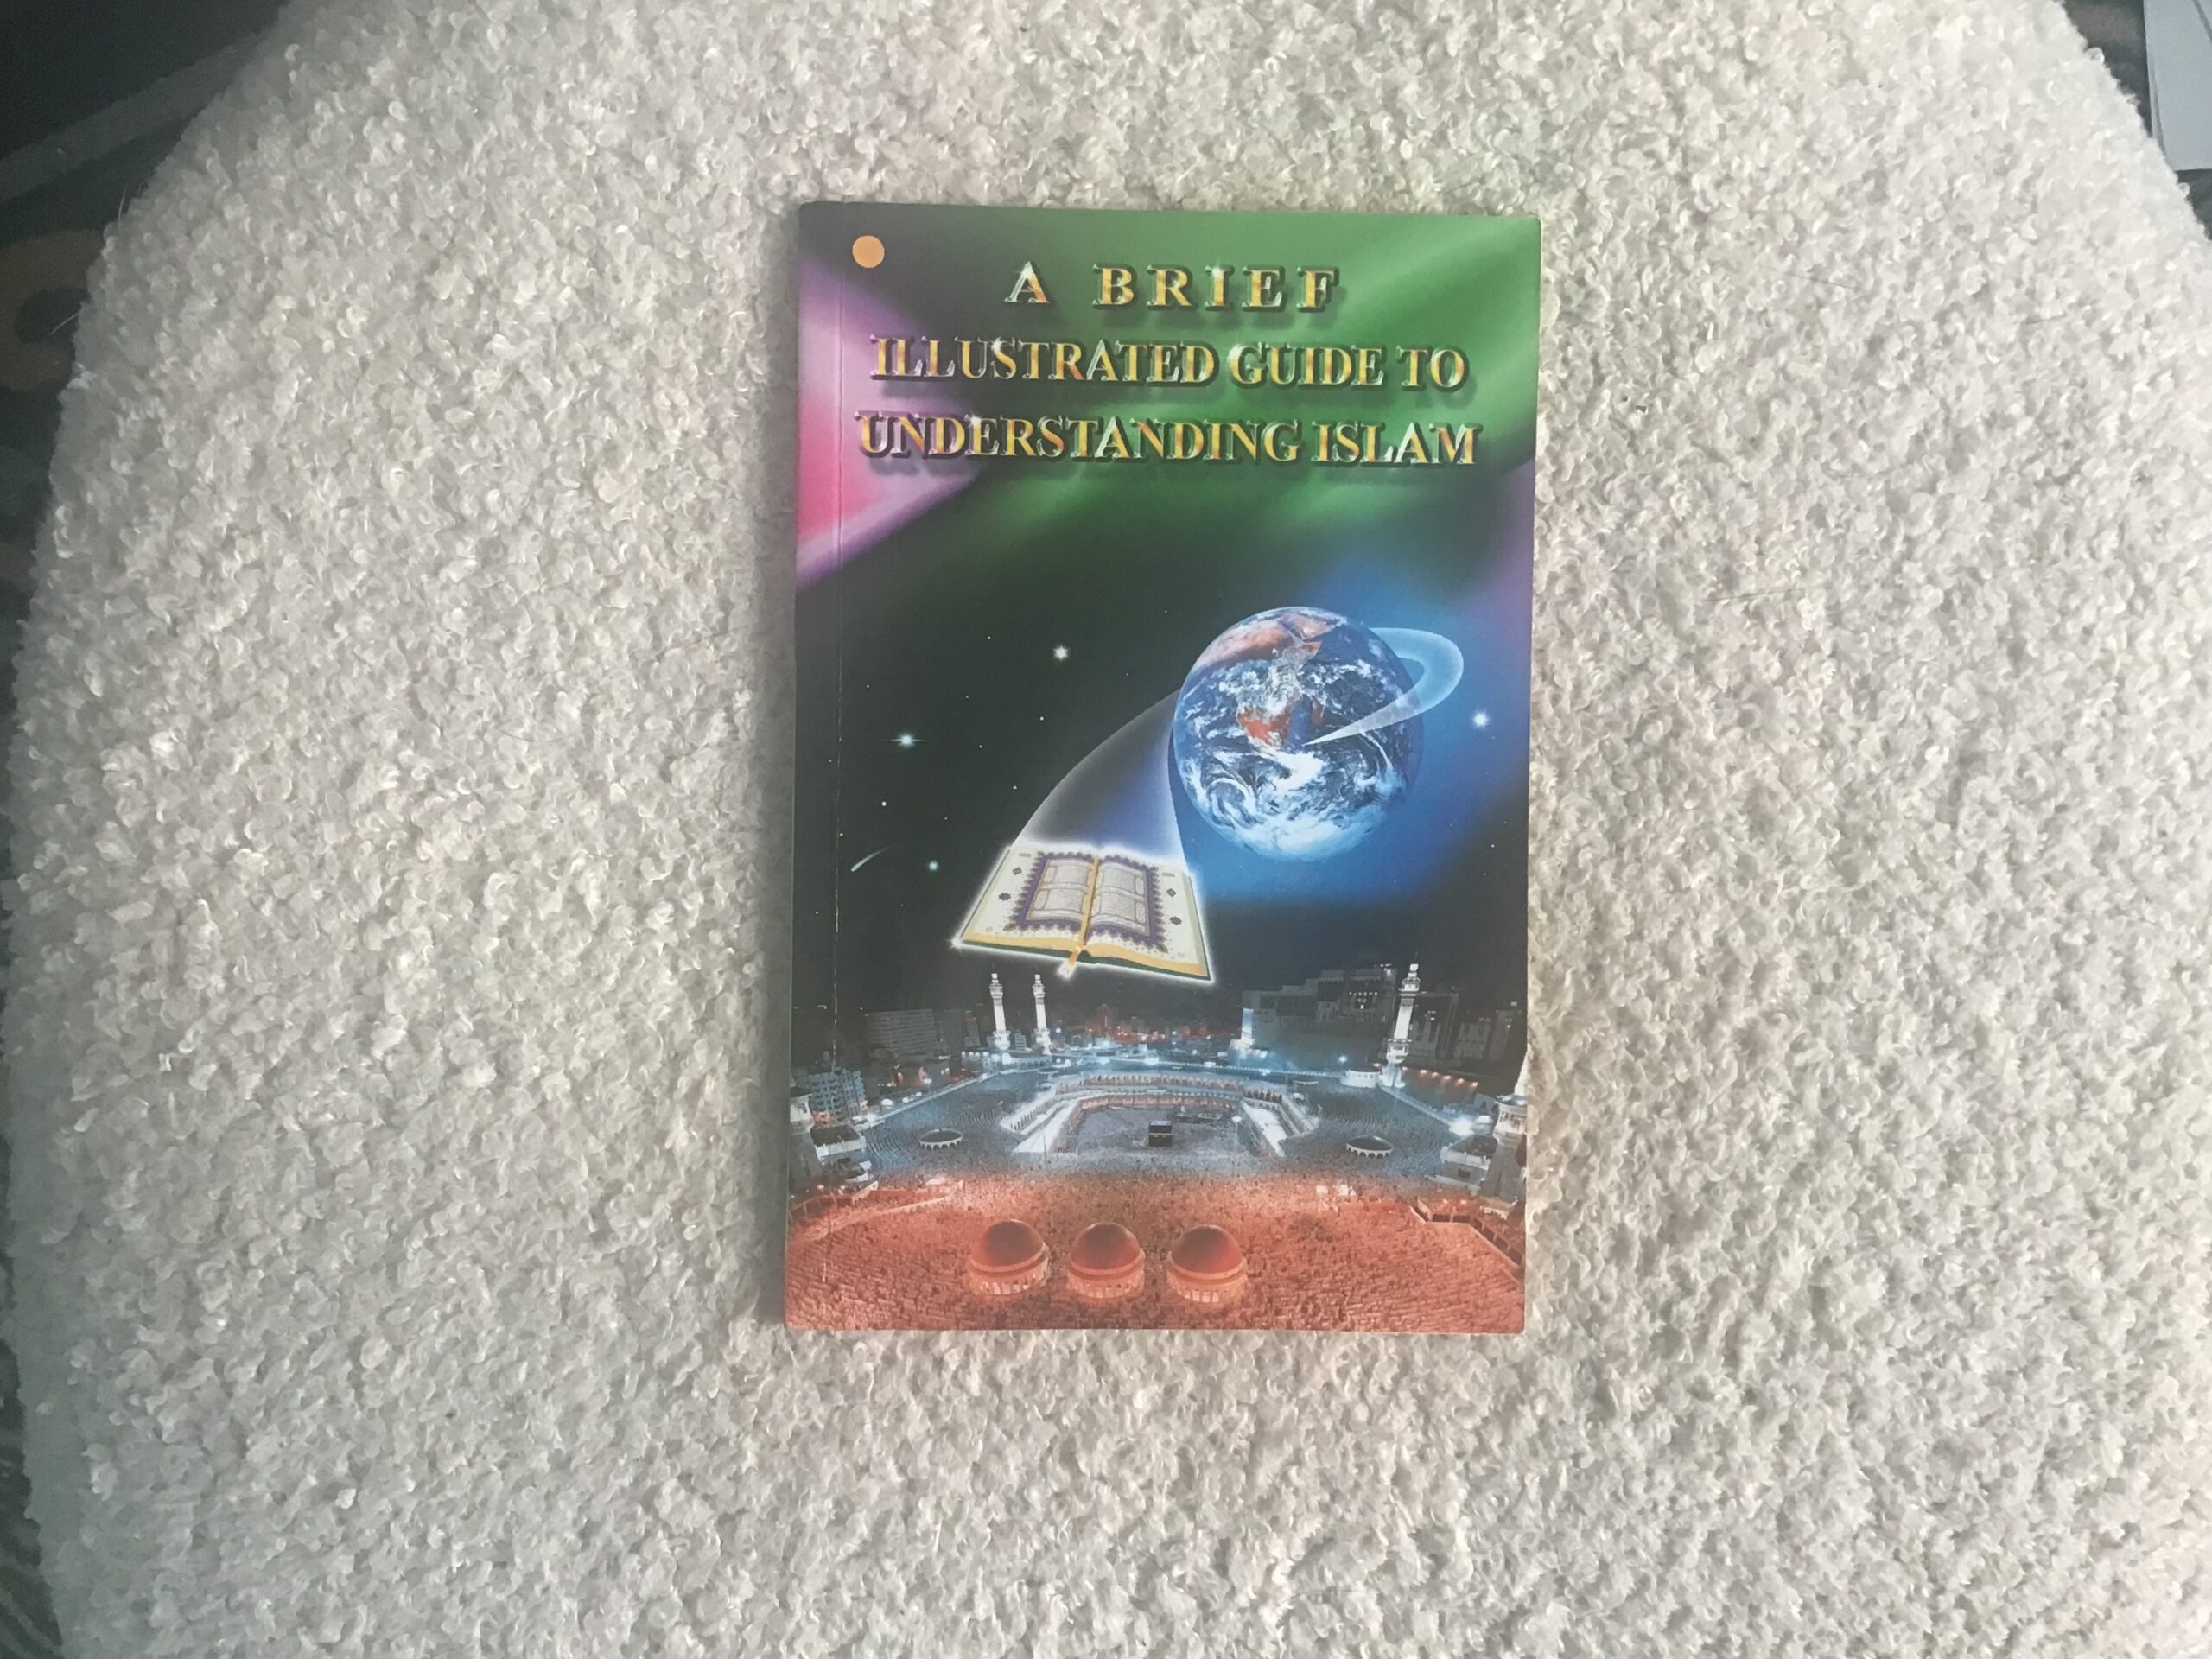 A BRIEF
ILLUSTRATED GUIDE TO
UNDERSTANDING ISLAM